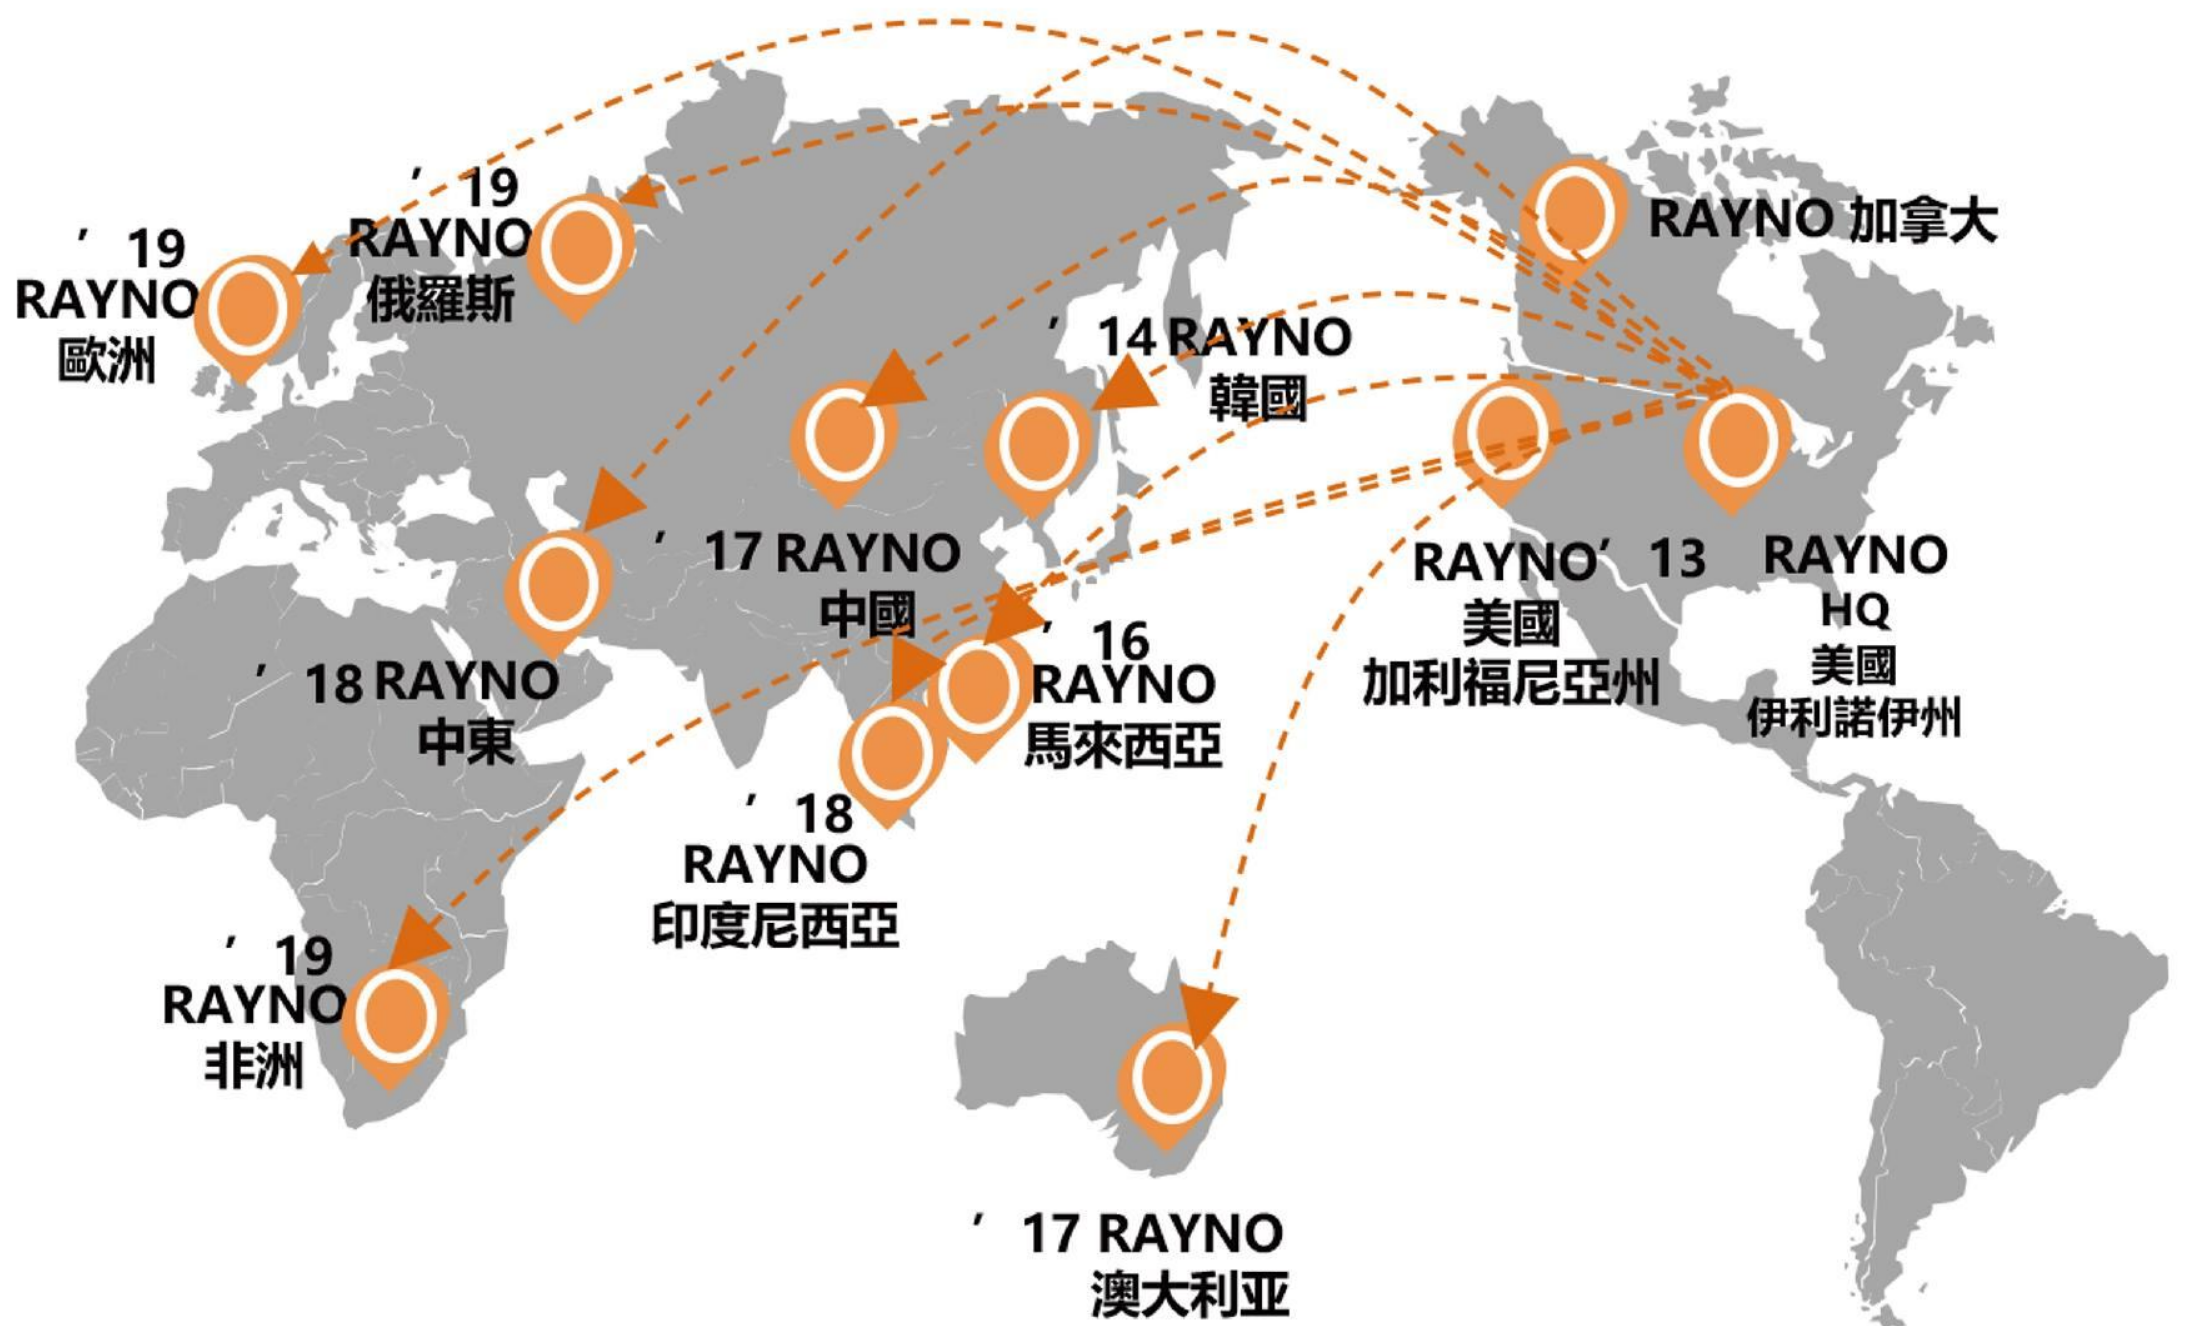 ’ 19
RAYNO
俄羅斯
’ 19
RAYNO
歐洲
RAYNO 加拿大
’ 14 RAYNO
韓國
’ 17 RAYNO
中國
’ 18 RAYNO
中東
’ 16
RAYNO
馬來西亞
’ 18
RAYNO
印度尼西亞
’ 19
RAYNO
非洲
RAYNO
美國
加利福尼亞州
’ 13 RAYNO
HQ
美國
伊利諾伊州
’ 17 RAYNO
澳大利亚